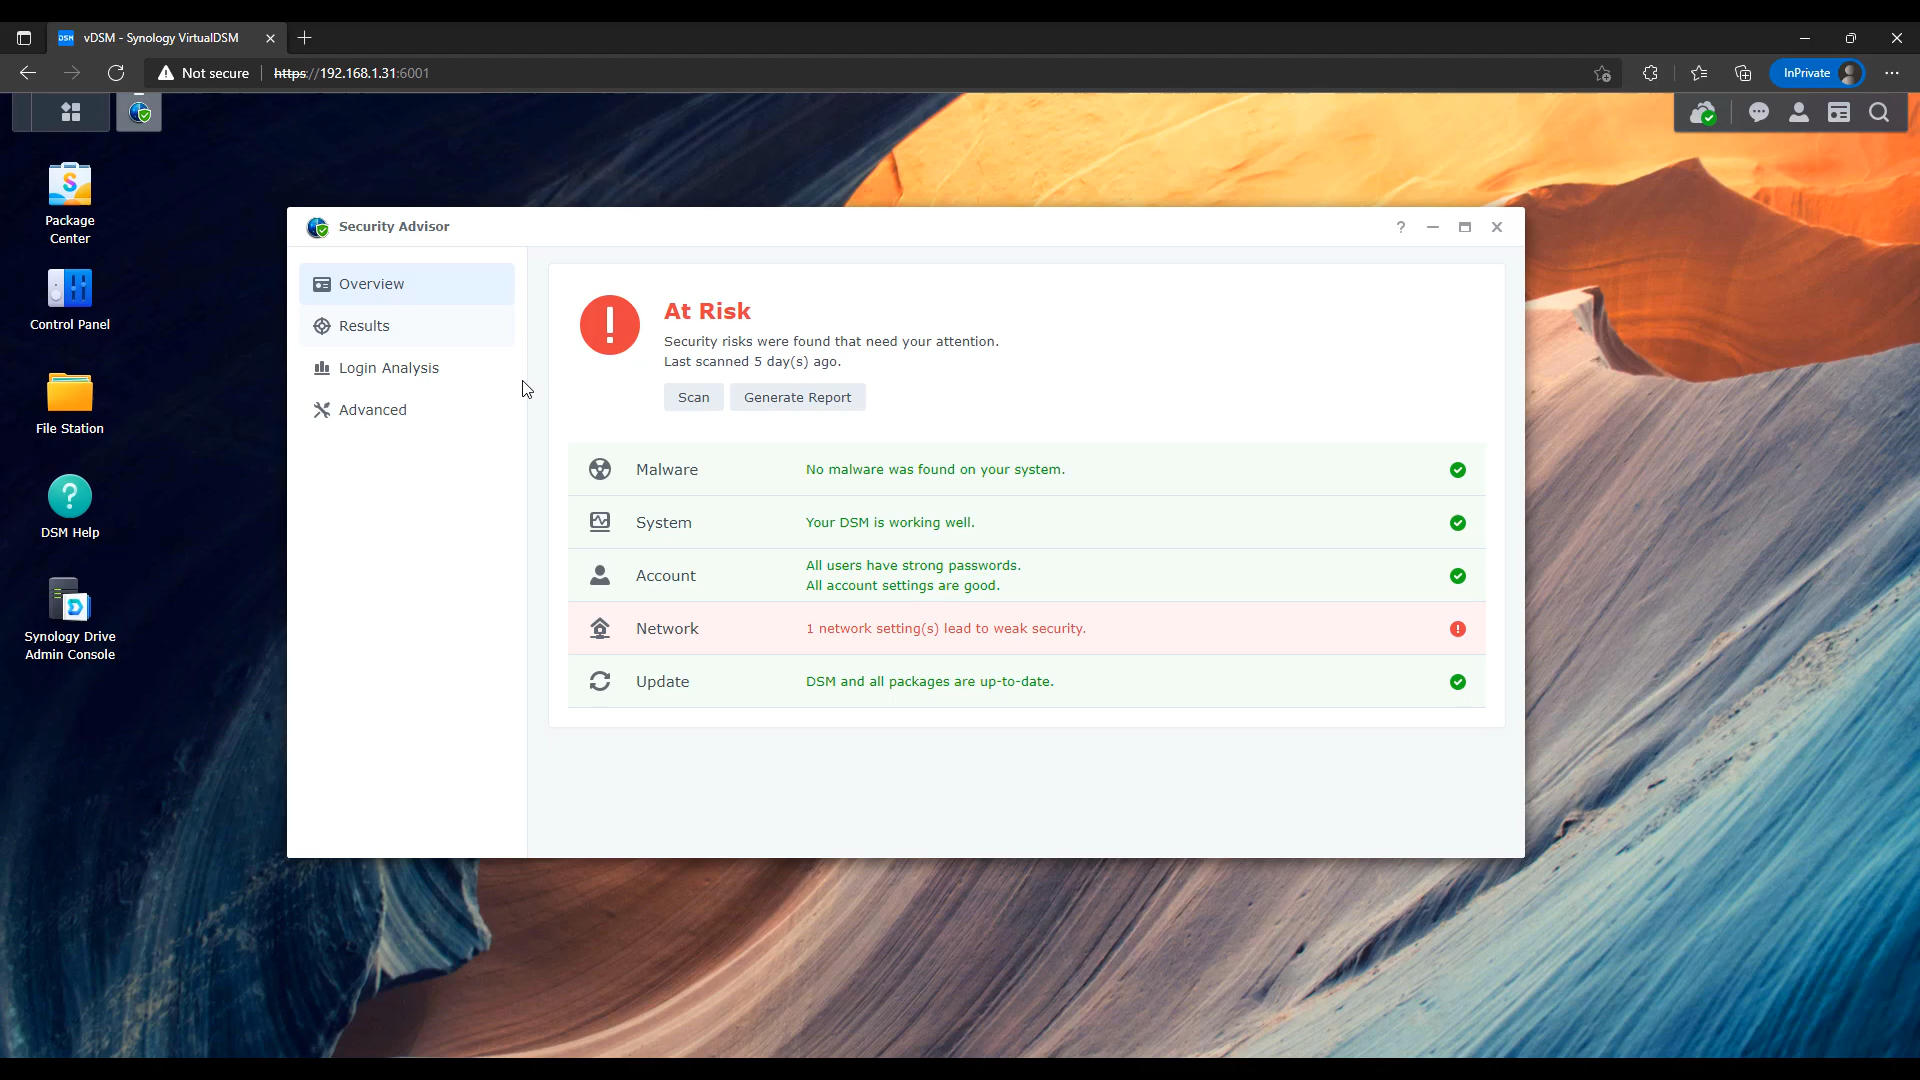 vDSM - Synology VirtualDSM
Not secure
https://192.168.1.31:6001
InPrivate
Package
Center
Control Panel
File Station
DSM Help
Synology Drive
Admin Console
Security Advisor
Overview
Results
Login Analysis
Advanced
At Risk
Security risks were found that need your attention.
Last scanned 5 day(s) ago.
Scan
Generate Report
Malware
No malware was found on your system.
System
Your DSM is working well.
Account
All users have strong passwords.
All account settings are good.
Network
1 network setting(s) lead to weak security.
Update
DSM and all packages are up-to-date.